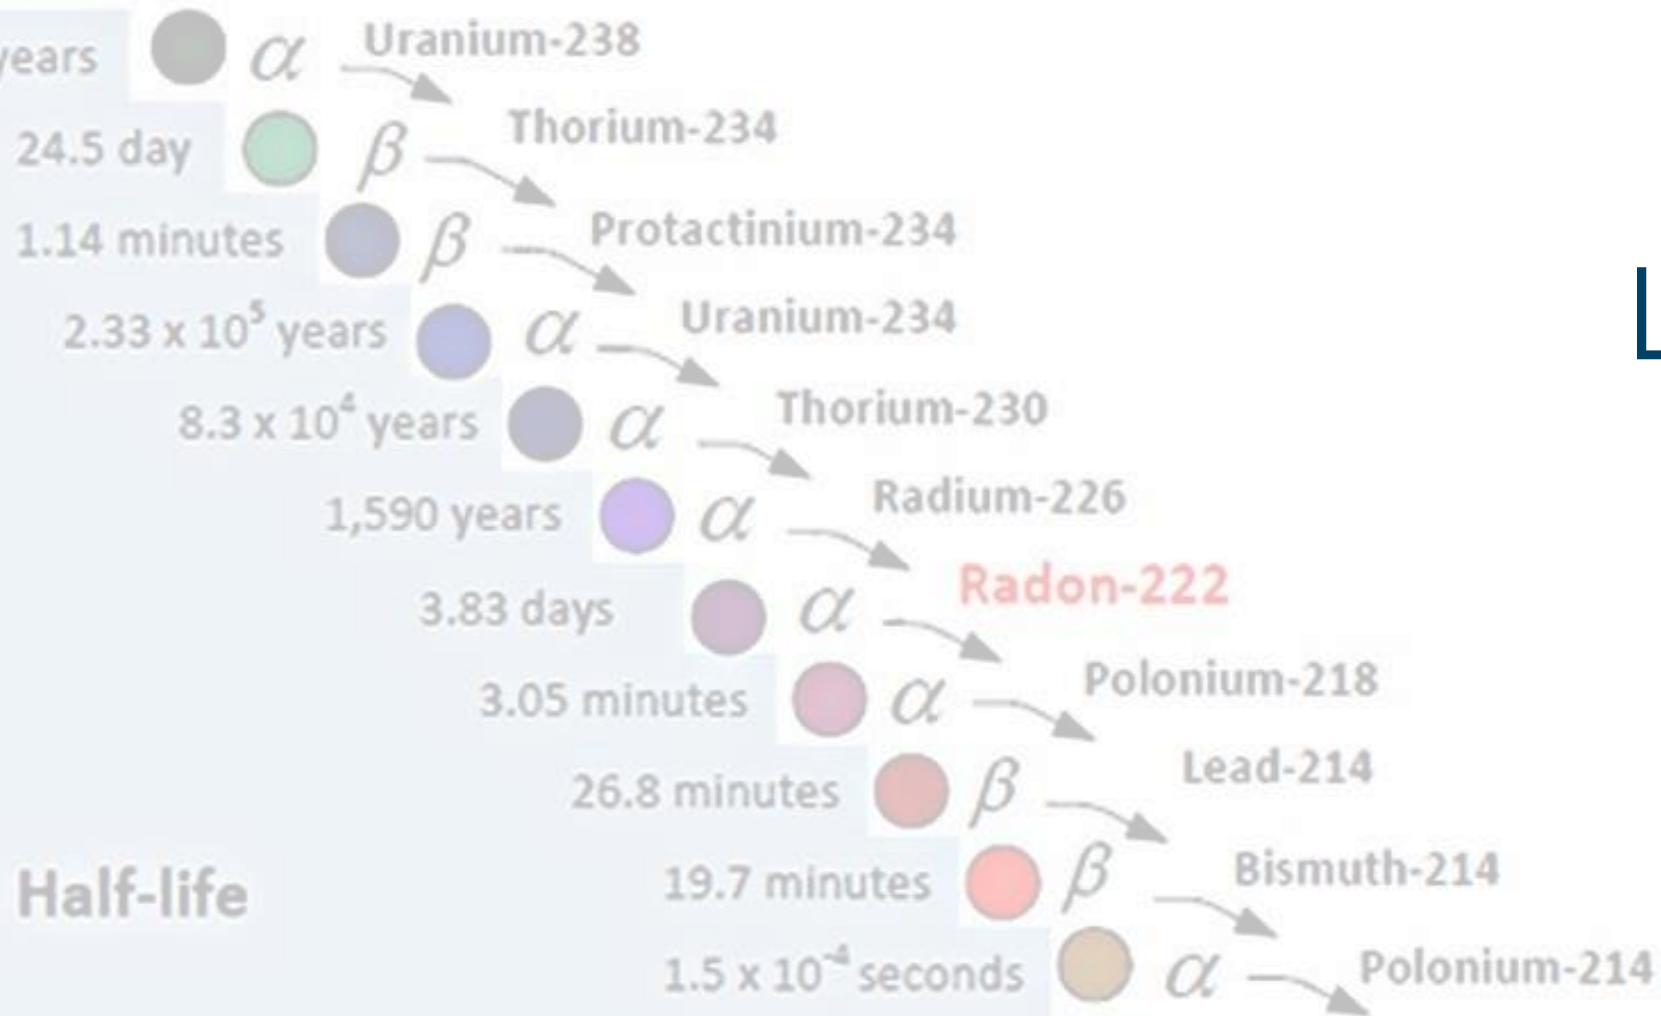 years α Uranium-238
24.5 day β Thorium-234
1.14 minutes β Protactinium-234
2.33 x 10⁵ years α Uranium-234
8.3 x 10⁴ years α Thorium-230
1,590 years α Radium-226
3.83 days α Radon-222
3.05 minutes α Polonium-218
26.8 minutes β Lead-214
19.7 minutes β Bismuth-214
Half-life
1.5 x 10⁻⁴ seconds α Polonium-214
L